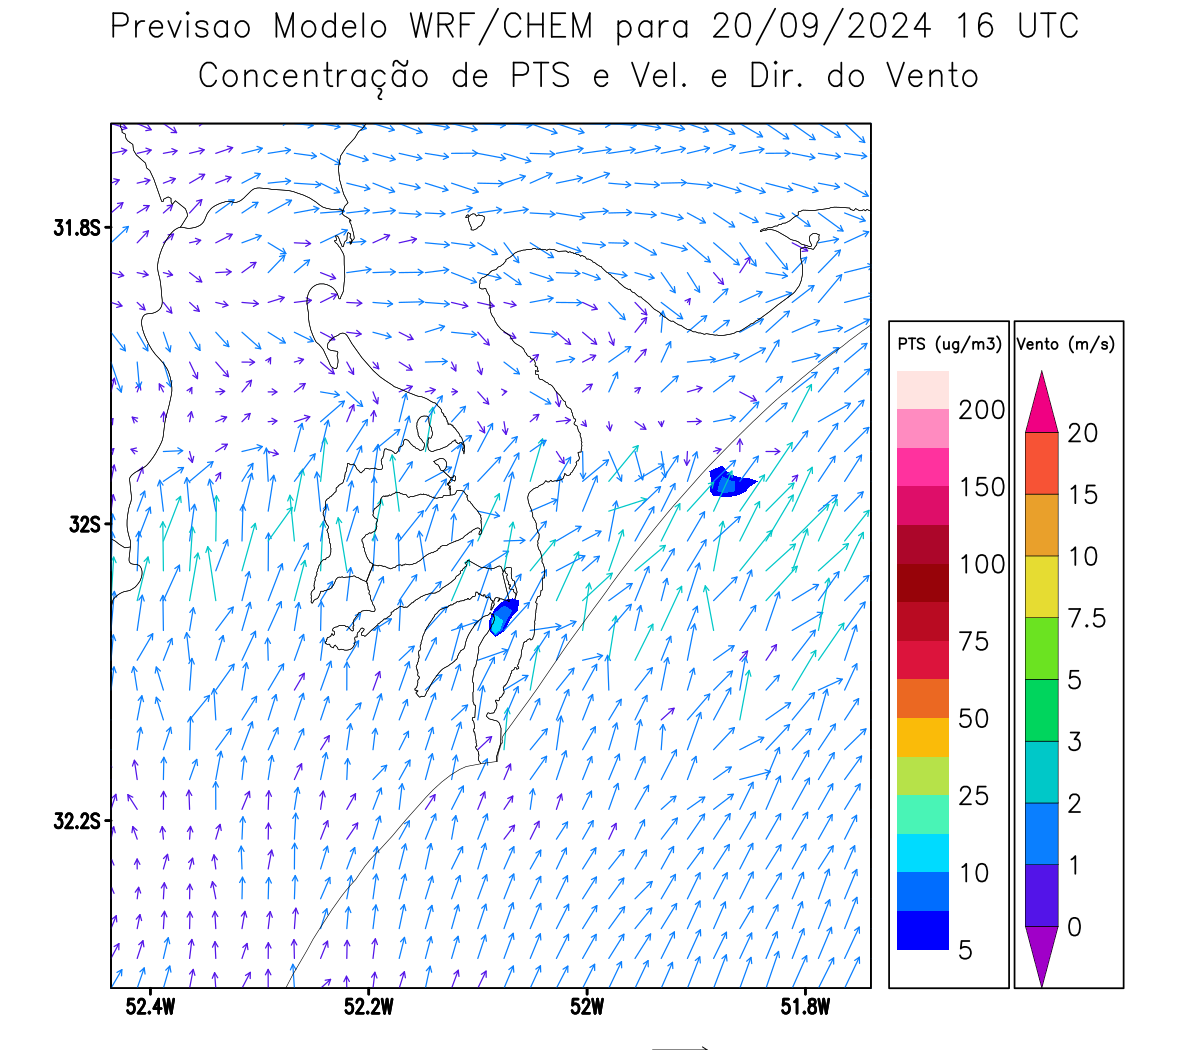 Previsao Modelo WRF/CHEM para 20/09/2024 16 UTC
Concentração de PTS e Vel. e Dir. do Vento
31.8S
32S
32.2S
52.4W
52.2W
52W
51.8W
PTS (ug/m3)
200
150
100
75
50
25
10
5
Vento (m/s)
20
15
10
7.5
5
3
2
1
0